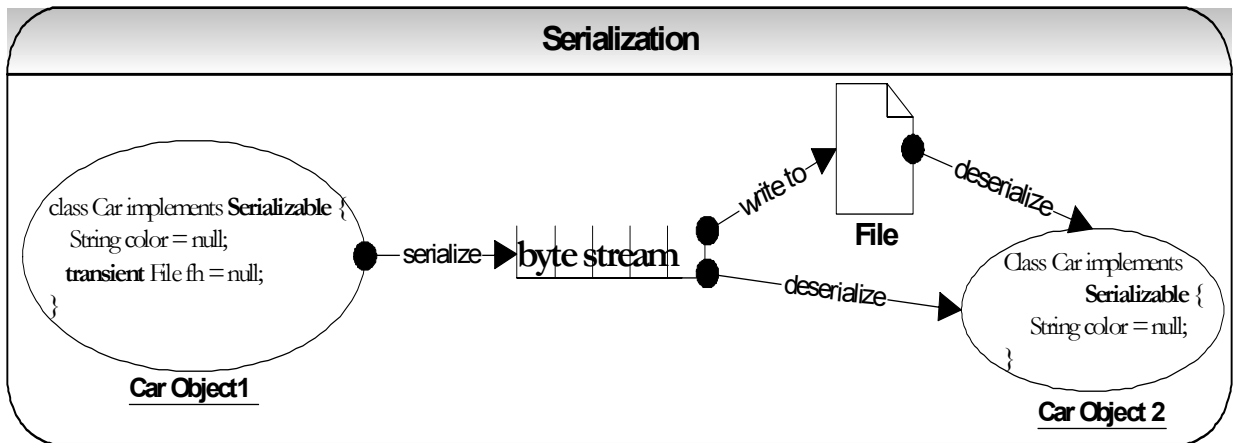 Serialization
class Car implements Serializable {
String color = null;
transient File fh = null;
}
Car Object1
serialize
byte stream
write to
File
deserialize
deserialize
Class Car implements
Serializable {
String color = null;
}
Car Object 2